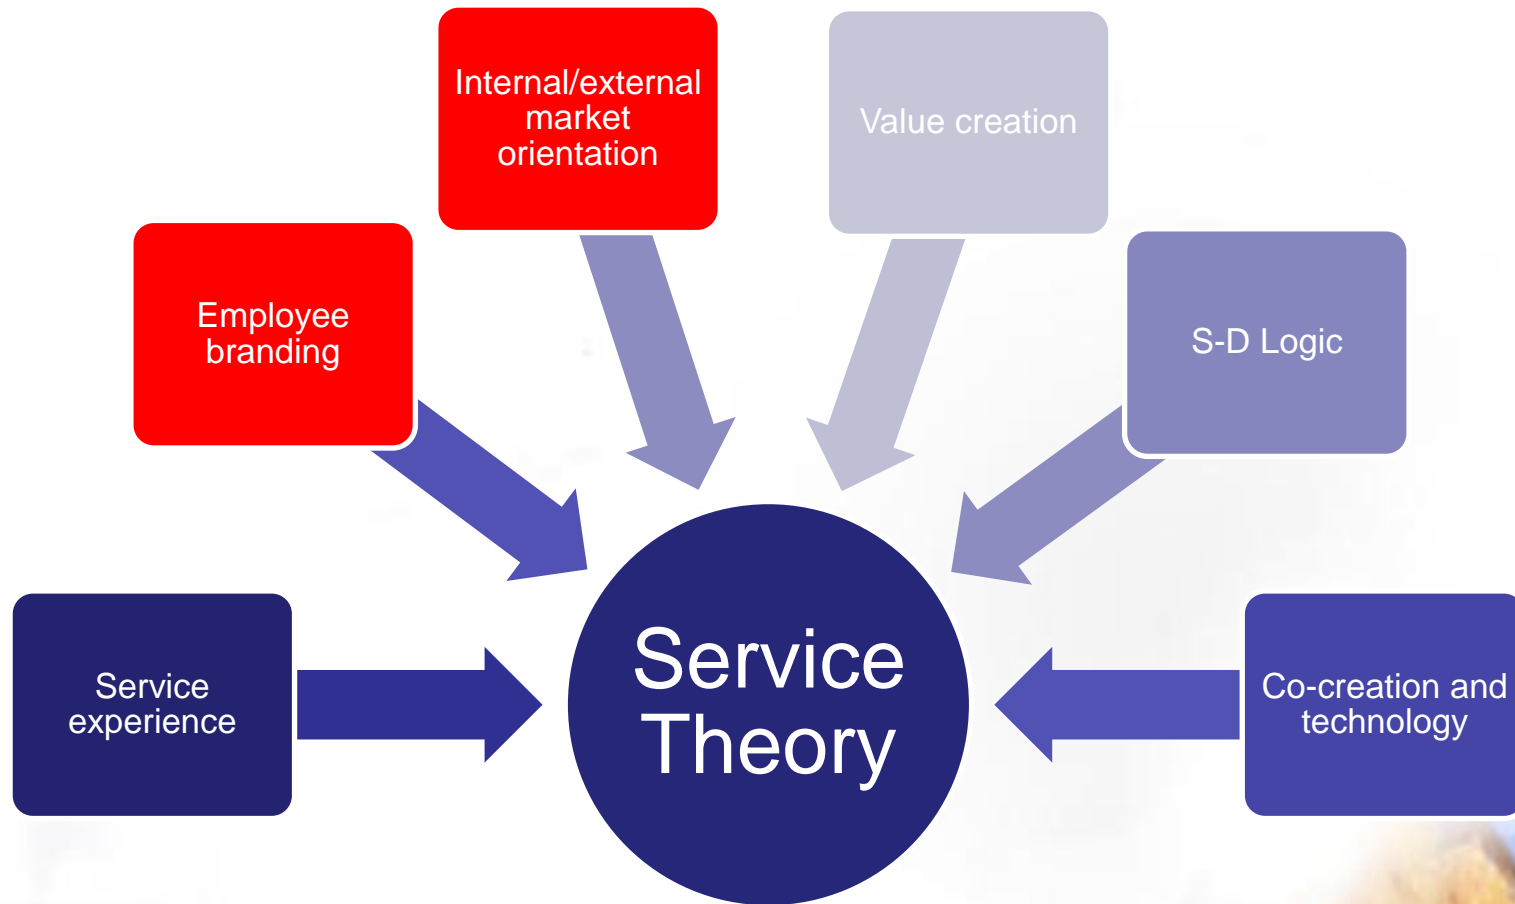 Internal/external
market
orientation
Value creation
Employee
branding
S-D Logic
Service
experience
Service
Theory
Co-creation and
technology